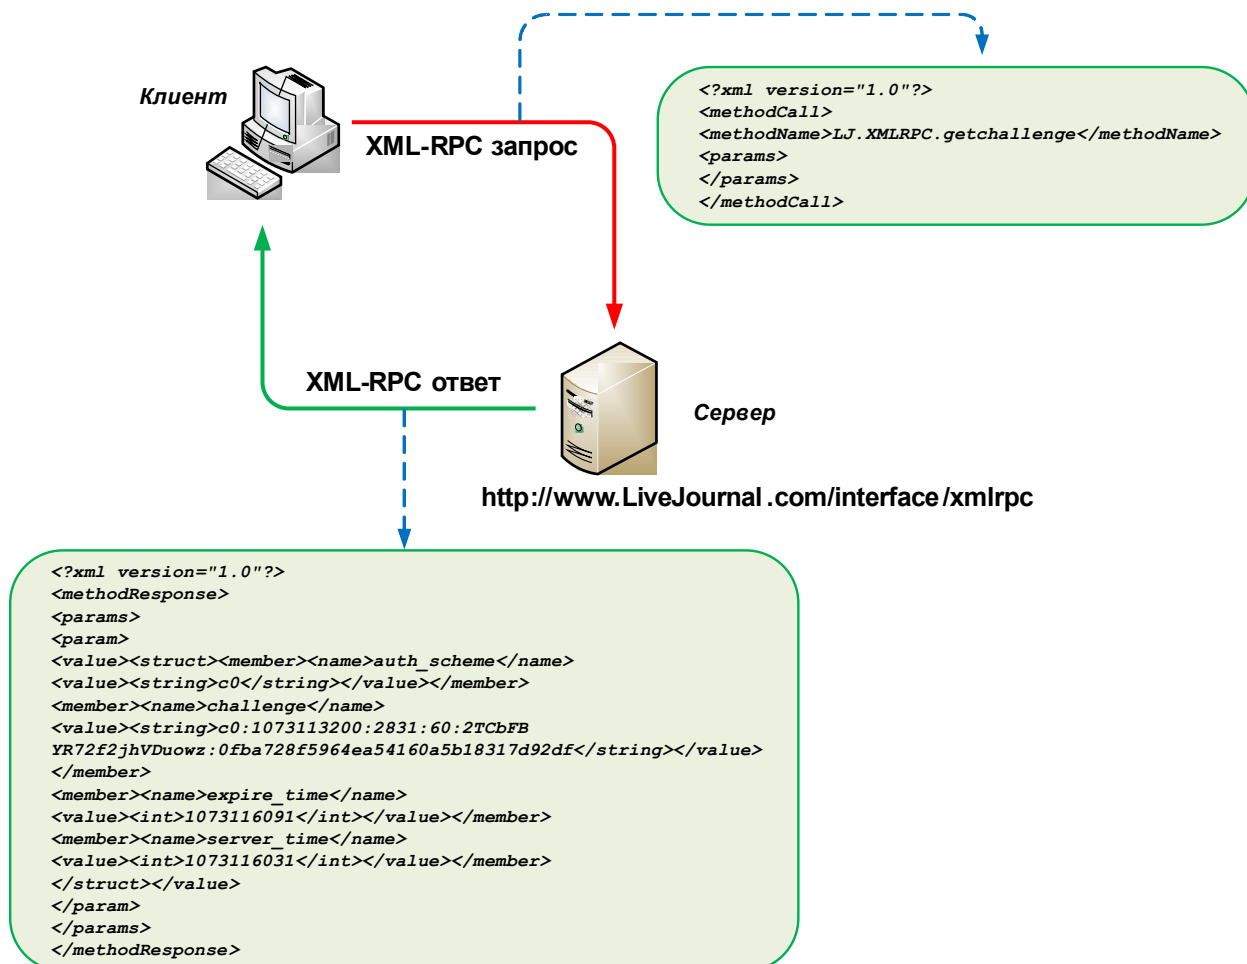 Клиент
XML-RPC запрос
<?xml version="1.0"?>
<methodCall>
<methodName>LJ.XMLRPC.getchallenge</methodName>
<params>
</params>
</methodCall>
XML-RPC ответ
Сервер
http://www.LiveJournal.com/interface/xmlrpc
<?xml version="1.0"?>
<methodResponse>
<params>
<param>
<value><struct><member><name>auth_scheme</name>
<value><string>c0</string></value></member>
<member><name>challenge</name>
<value><string>c0:1073113200:2831:60:2TCbFB
YR72f2jhVDuowz:0fba728f5964ea54160a5b18317d92df</string></value>
</member>
<member><name>expire_time</name>
<value><int>1073116091</int></value></member>
<member><name>server_time</name>
<value><int>1073116031</int></value></member>
</struct></value>
</param>
</params>
</methodResponse>